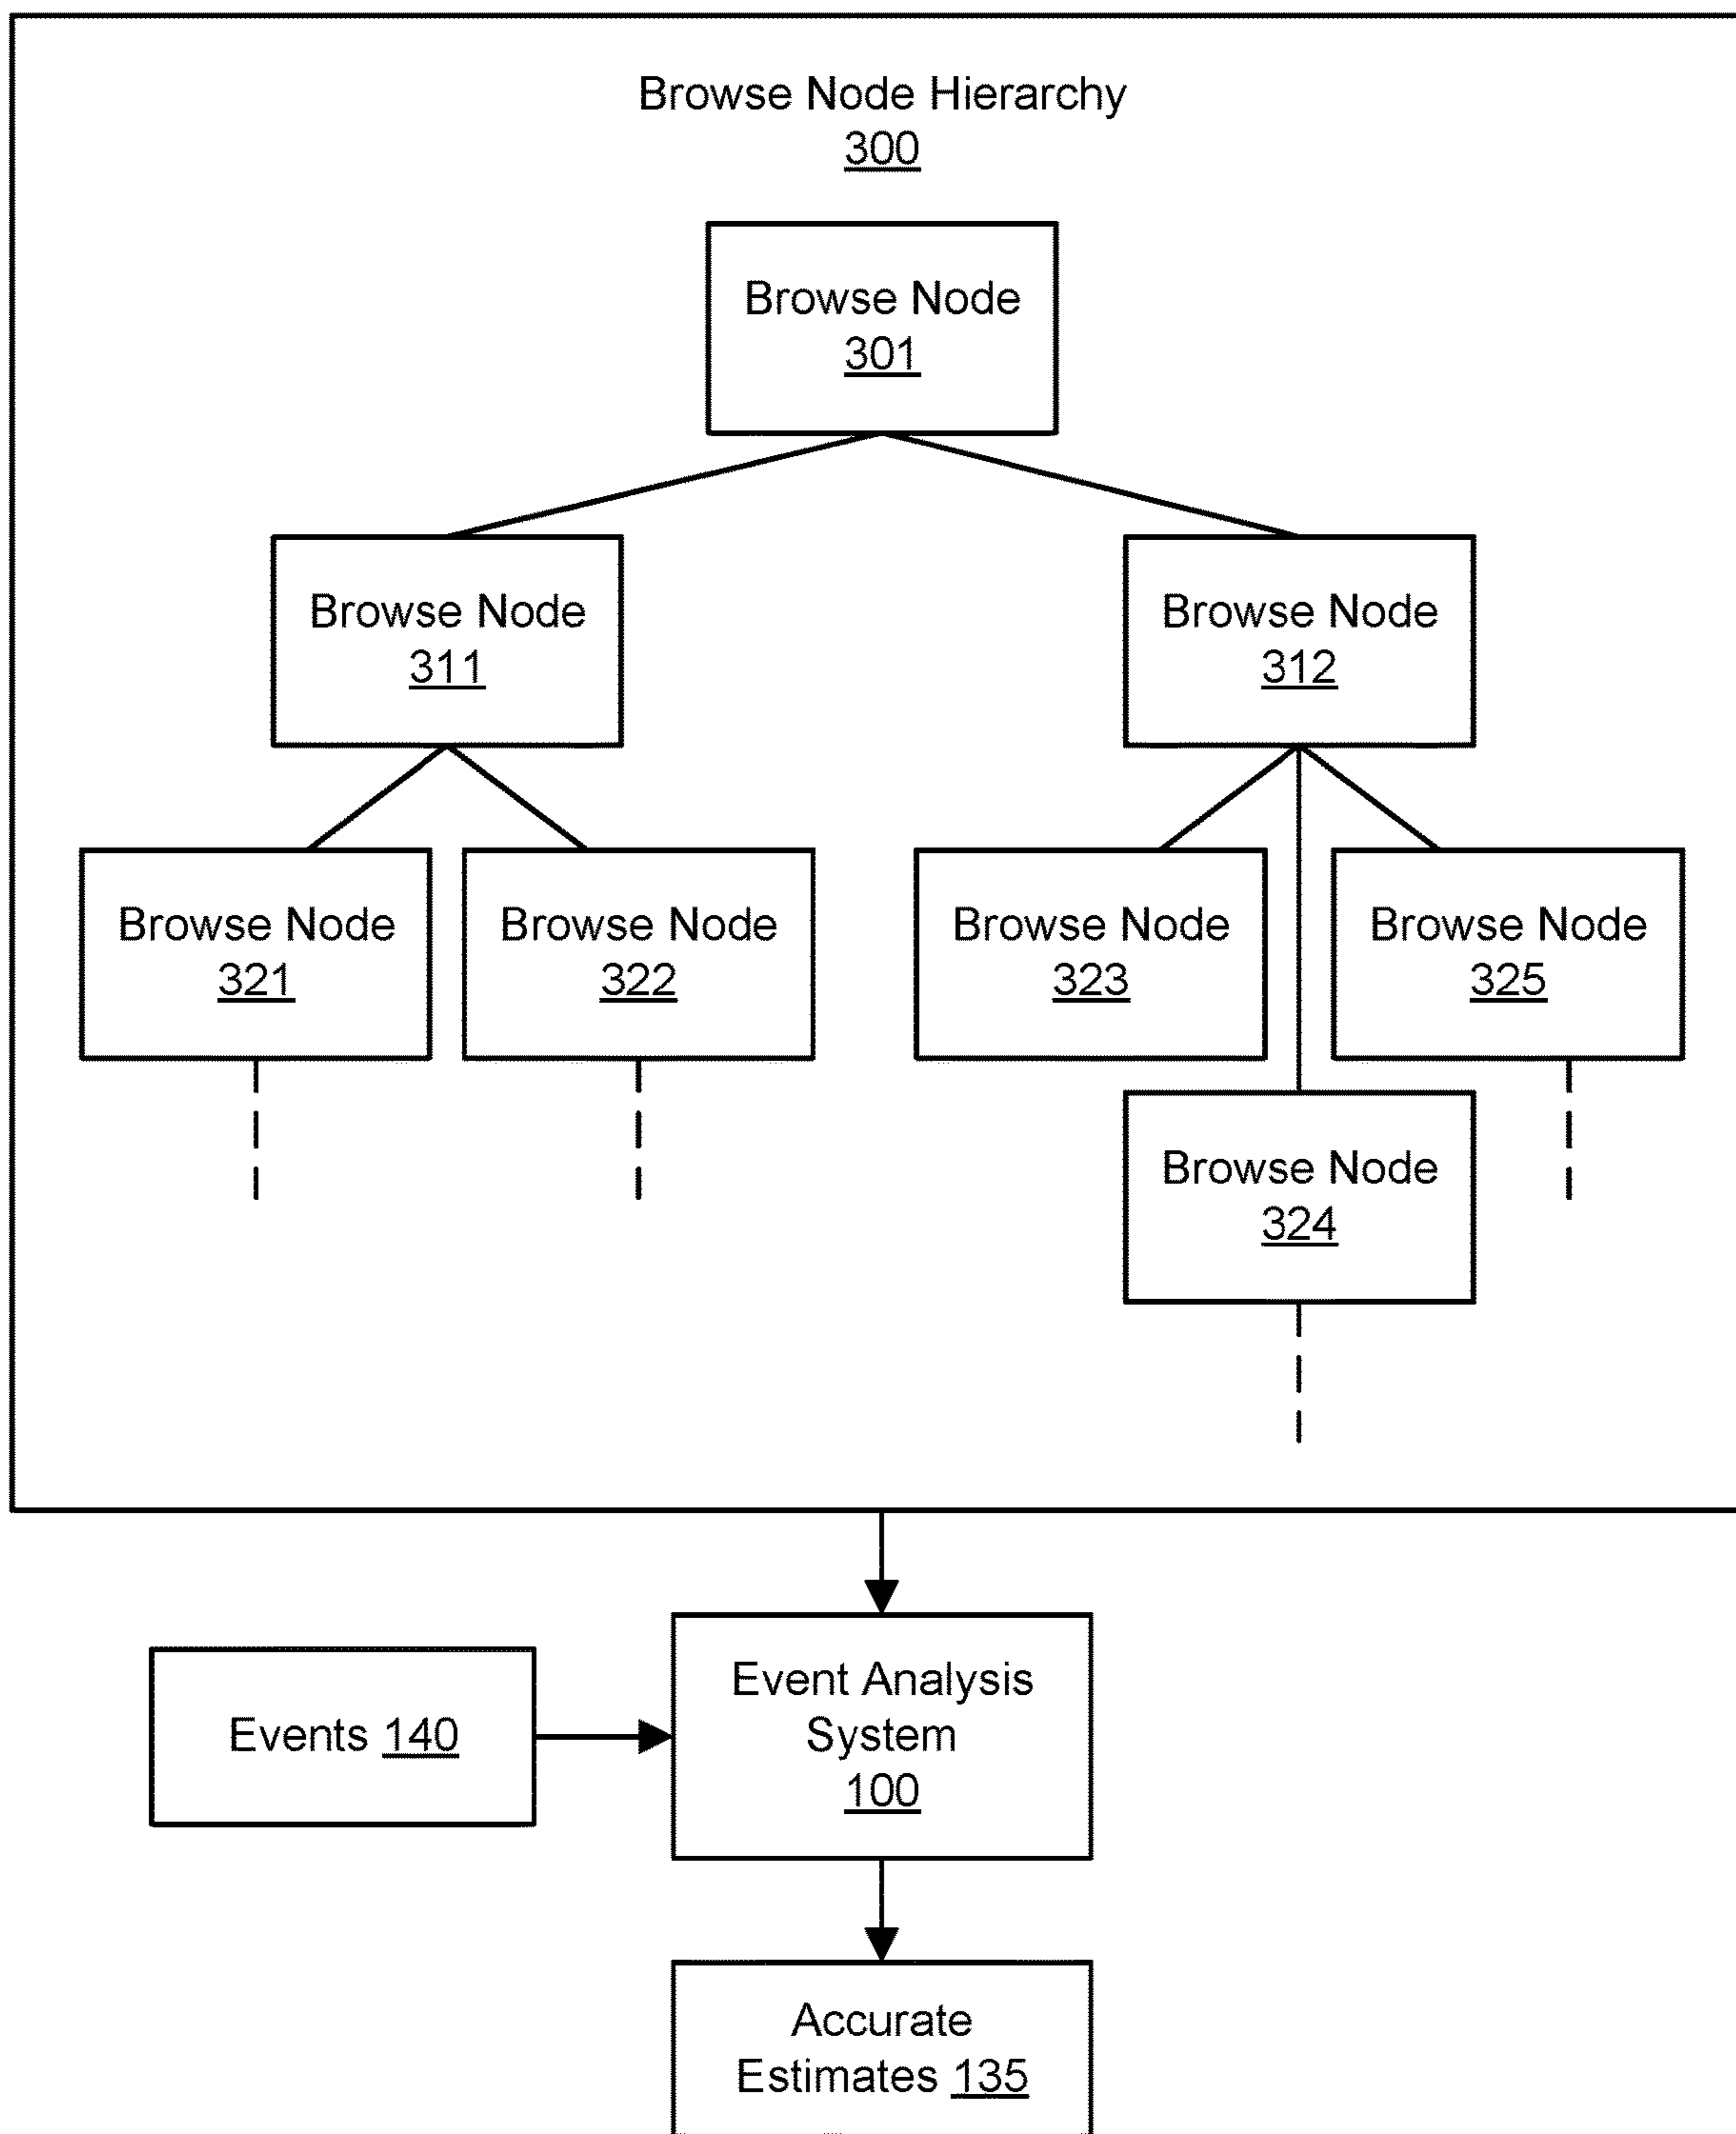 Browse Node Hierarchy
300
Browse Node
301
Browse Node
311
Browse Node
312
Browse Node
321
Browse Node
322
Browse Node
323
Browse Node
325
Browse Node
324
Events 140
Event Analysis
System
100
Accurate
Estimates 135